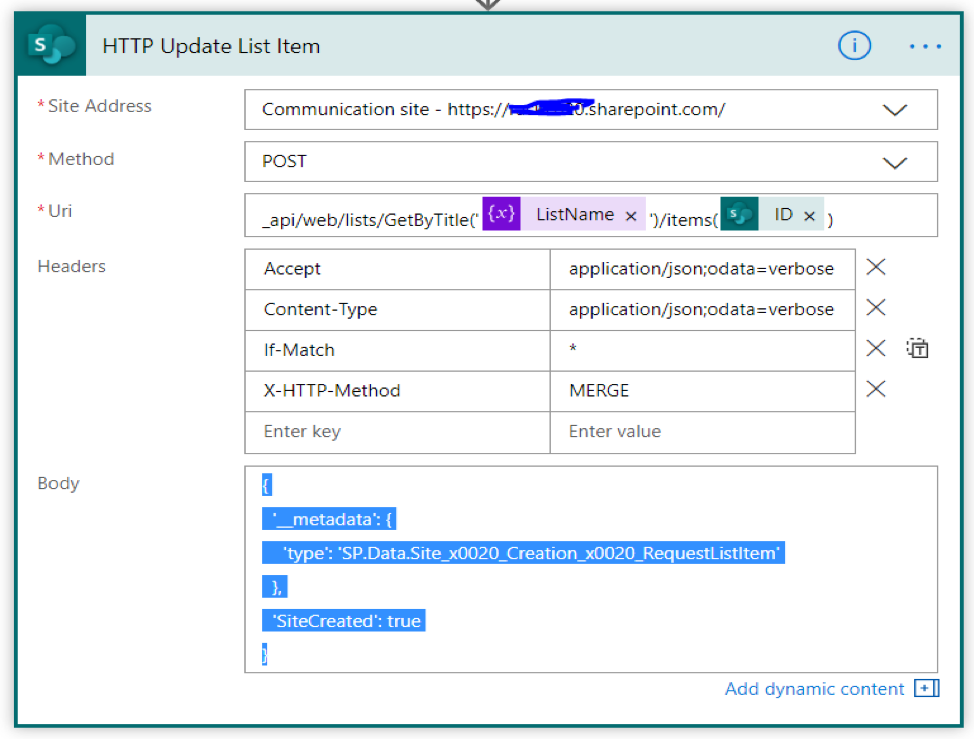 HTTP Update List Item
* Site Address
Communication site - https:// .sharepoint.com/
* Method
POST
* Uri
_api/web/lists/GetByTitle(' {x} ListName × ')/items( S ID × )
Headers
Accept application/json;odata=verbose
Content-Type application/json;odata=verbose
If-Match *
X-HTTP-Method MERGE
Enter key Enter value
Body
{
'__metadata': {
'type': 'SP.Data.Site_x0020_Creation_x0020_RequestListItem'
},
'SiteCreated': true
}
Add dynamic content